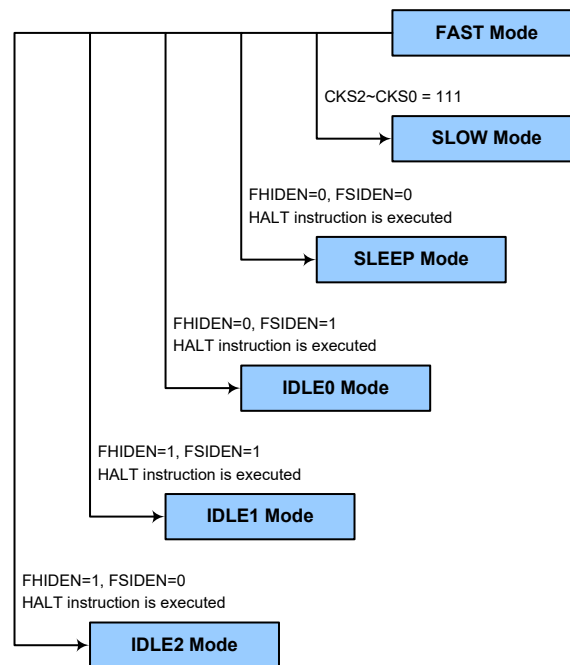 FAST Mode
CKS2~CKS0 = 111
SLOW Mode
FHIDEN=0, FSIDEN=0
HALT instruction is executed
SLEEP Mode
FHIDEN=0, FSIDEN=1
HALT instruction is executed
IDLE0 Mode
FHIDEN=1, FSIDEN=1
HALT instruction is executed
IDLE1 Mode
FHIDEN=1, FSIDEN=0
HALT instruction is executed
IDLE2 Mode